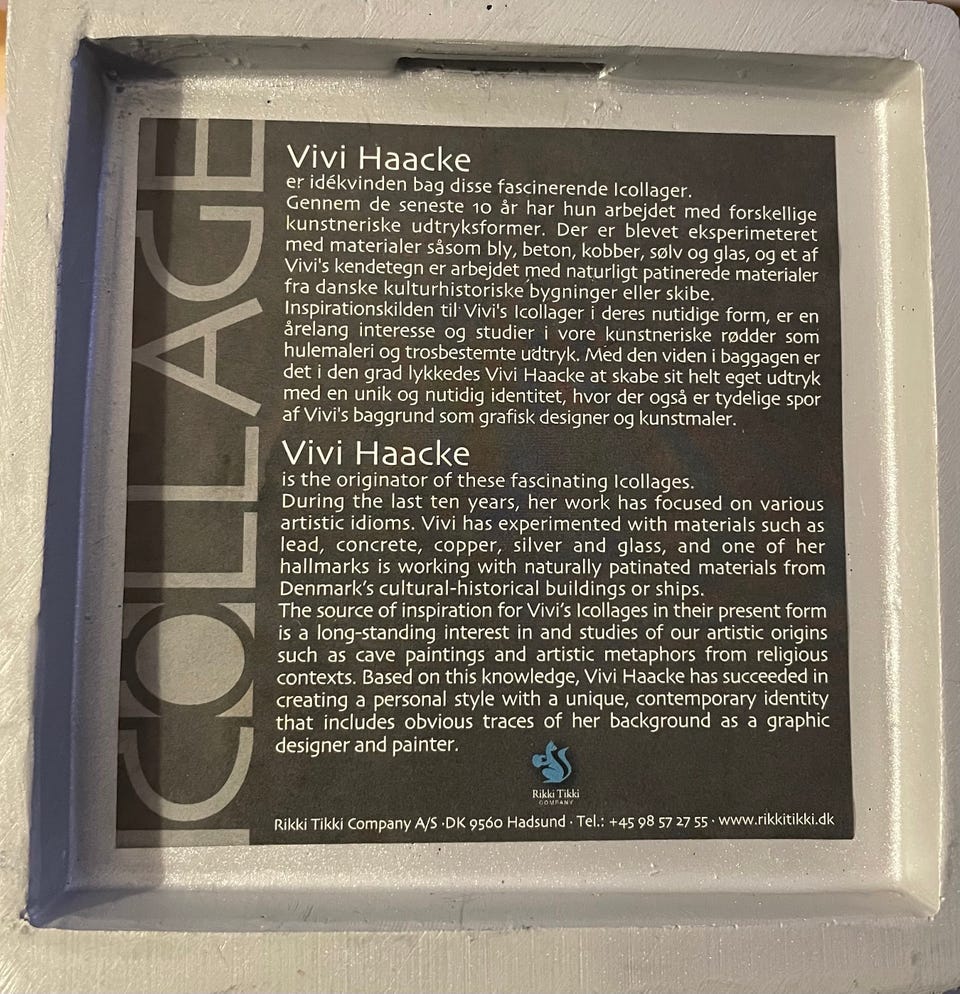 ICOLLAGE
Vivi Haacke
er idékvinden bag disse fascinerende Icollager.
Gennem de seneste 10 år har hun arbejdet med forskellige
kunstneriske udtryksformer. Der er blevet eksperimeteret
med materialer såsom bly, beton, kobber, sølv og glas, og et af
Vivi's kendetegn er arbejdet med naturligt patinerede materialer
fra danske kulturhistoriske bygninger eller skibe.
Inspirationskilden til Vivi's Icollager i deres nutidige form, er en
årelang interesse og studier i vore kunstneriske rødder som
hulemaleri og trosbestemte udtryk. Med den viden i baggagen er
det i den grad lykkedes Vivi Haacke at skabe sit helt eget udtryk
med en unik og nutidig identitet, hvor der også er tydelige spor
af Vivi's baggrund som grafisk designer og kunstmaler.
Vivi Haacke
is the originator of these fascinating Icollages.
During the last ten years, her work has focused on various
artistic idioms. Vivi has experimented with materials such as
lead, concrete, copper, silver and glass, and one of her
hallmarks is working with naturally patinated materials from
Denmark's cultural-historical buildings or ships.
The source of inspiration for Vivi's Icollages in their present form
is a long-standing interest in and studies of our artistic origins
such as cave paintings and artistic metaphors from religious
contexts. Based on this knowledge, Vivi Haacke has succeeded in
creating a personal style with a unique, contemporary identity
that includes obvious traces of her background as a graphic
designer and painter.
Rikki Tikki
COMPANY
Rikki Tikki Company A/S · DK 9560 Hadsund · Tel.: +45 98 57 27 55 · www.rikkitikki.dk